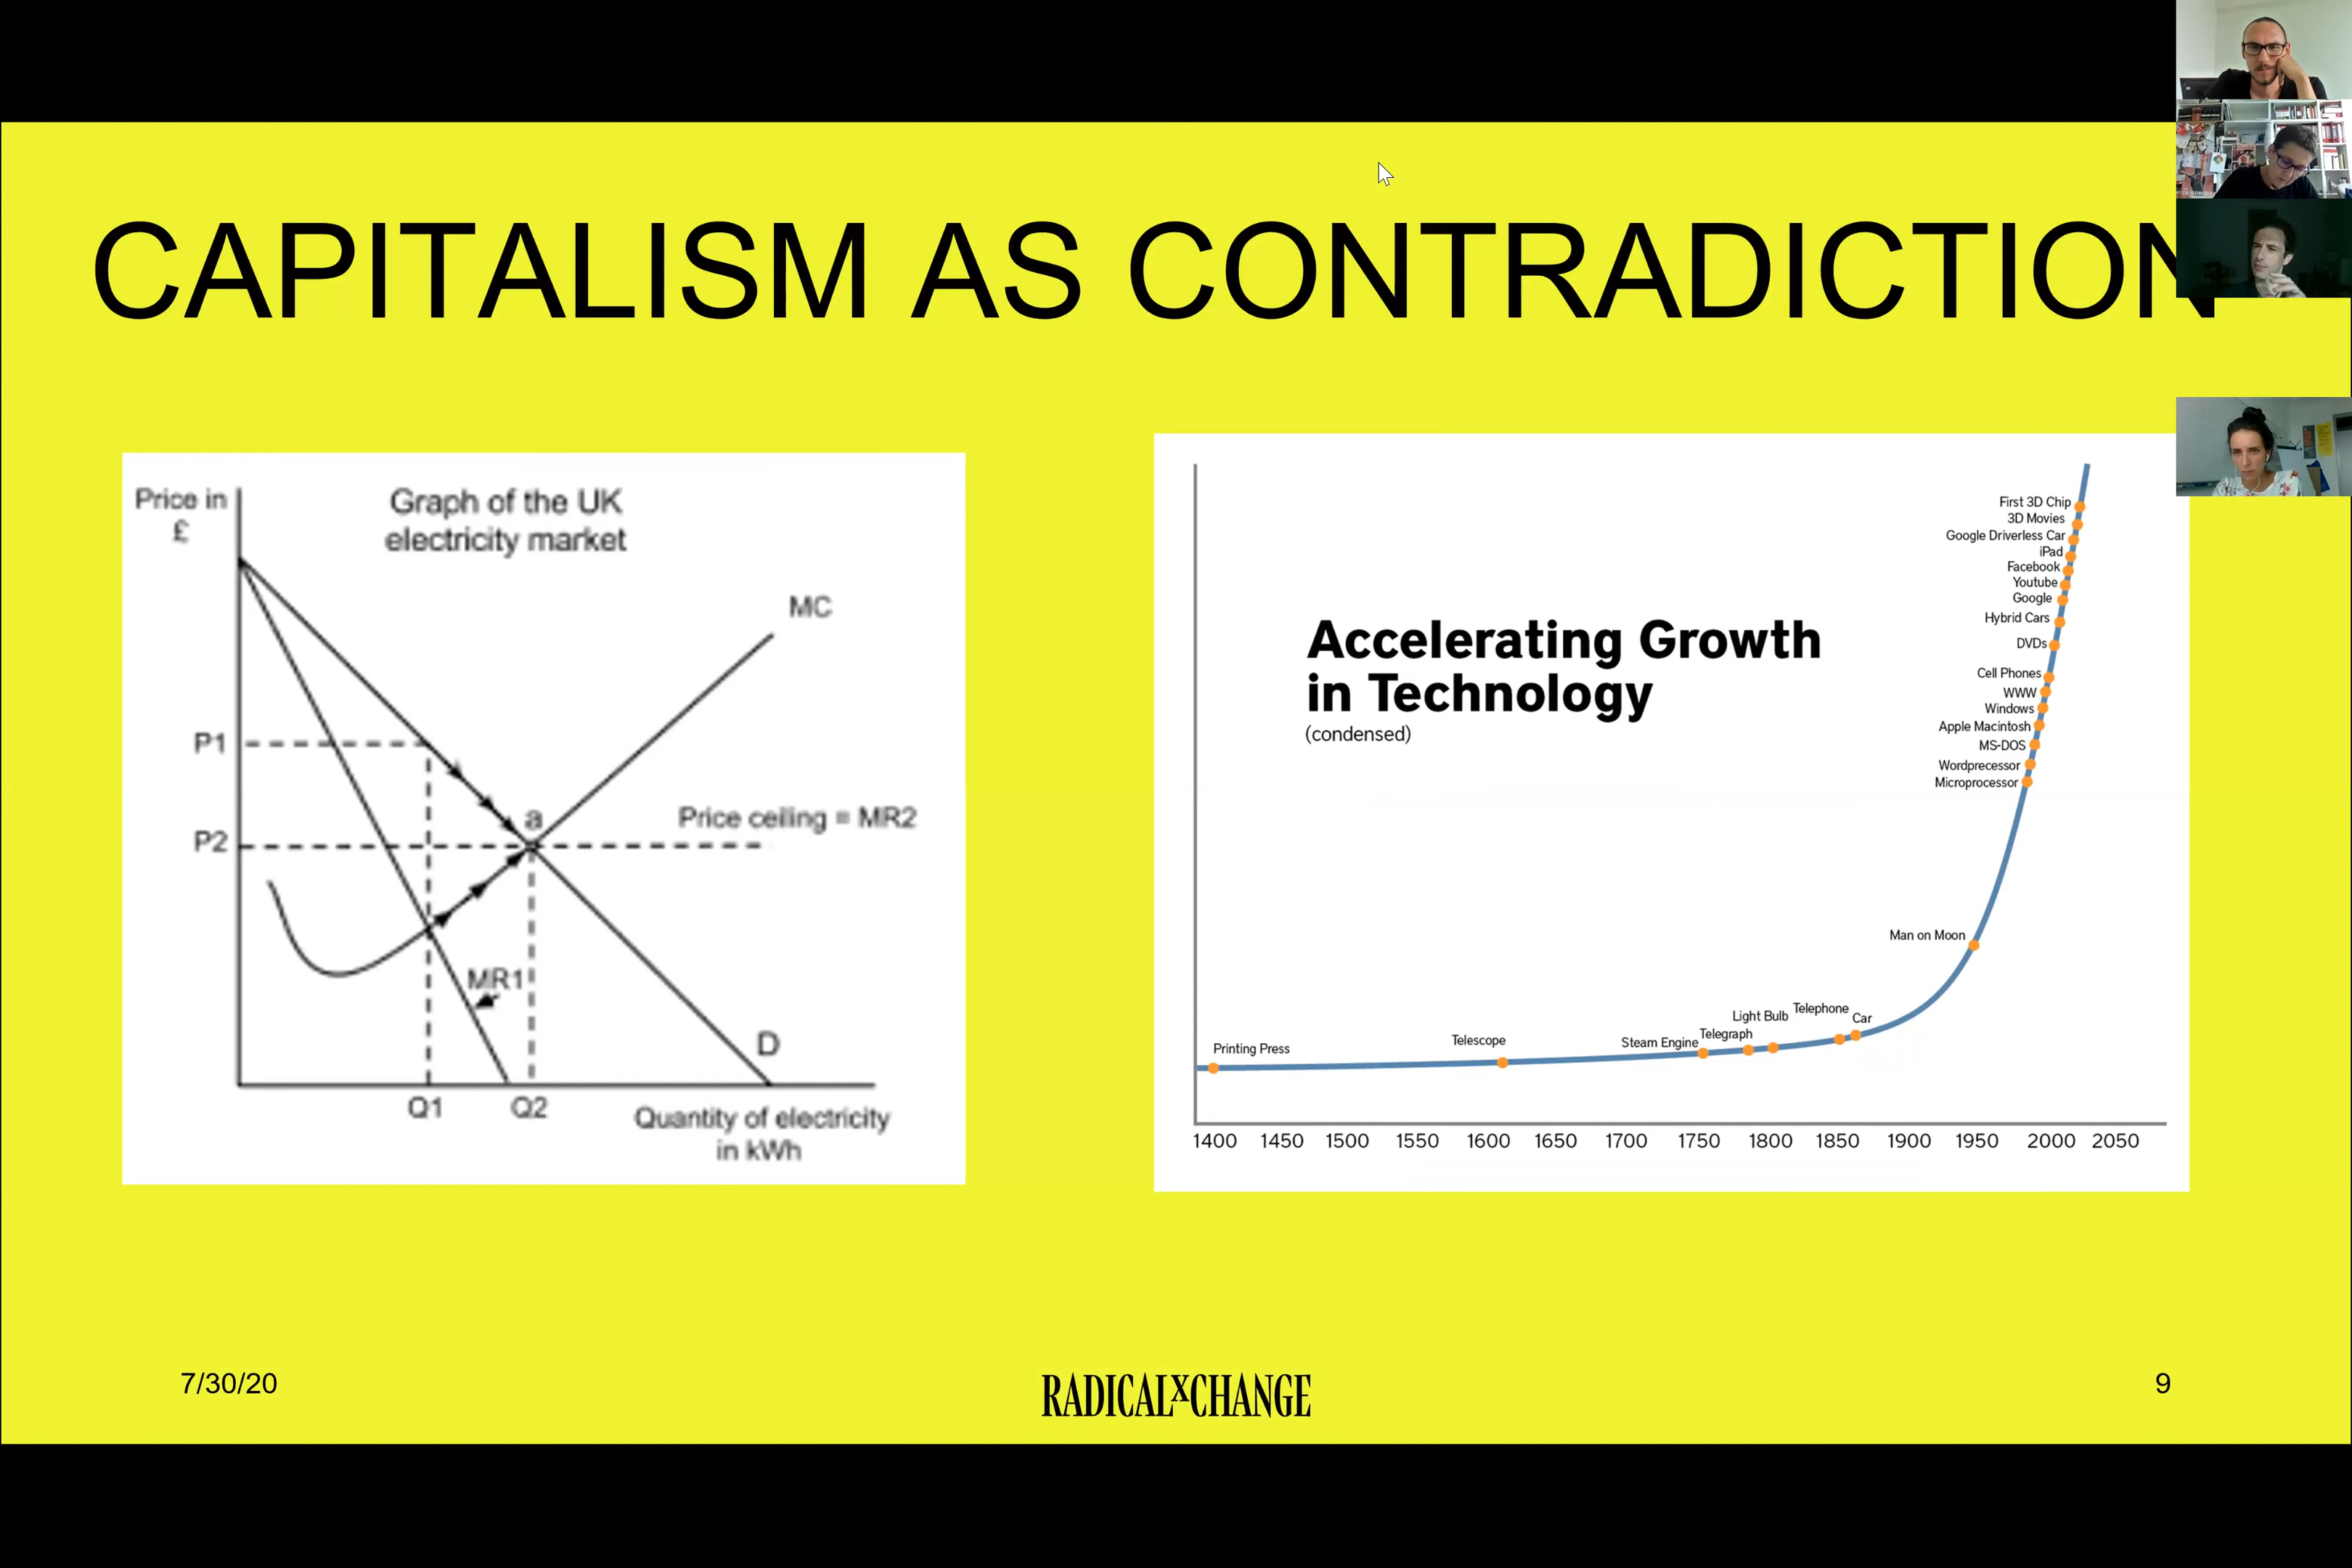 CAPITALISM AS CONTRADICTION
Price in
£
Graph of the UK
electricity market
MC
P1
a
Price ceiling = MR2
P2
MR1
D
Q1
Q2
Quantity of electricity
in kWh
Accelerating Growth
in Technology
(condensed)
First 3D Chip
3D Movies
Google Driverless Car
iPad
Facebook
Youtube
Google
Hybrid Cars
DVDs
Cell Phones
WWW
Windows
Apple Macintosh
MS-DOS
Wordprecessor
Microprocessor
Man on Moon
Printing Press
Telescope
Steam Engine
Telegraph
Light Bulb
Telephone
Car
1400 1450 1500 1550 1600 1650 1700 1750 1800 1850 1900 1950 2000 2050
7/30/20
RADICALXCHANGE
9